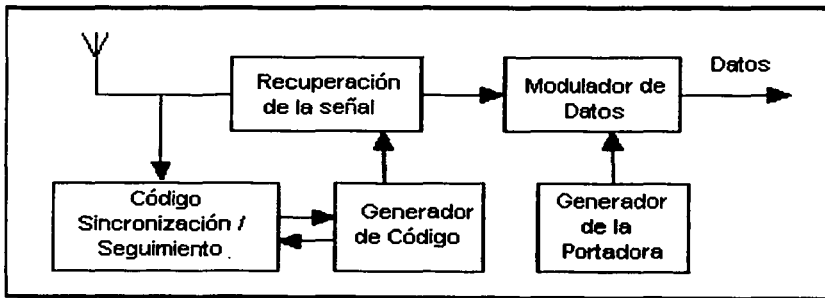 Recuperación
de la señal
Modulador de
Datos
Datos
Código
Sincronización /
Seguimiento
Generador
de Código
Generador
de la
Portadora